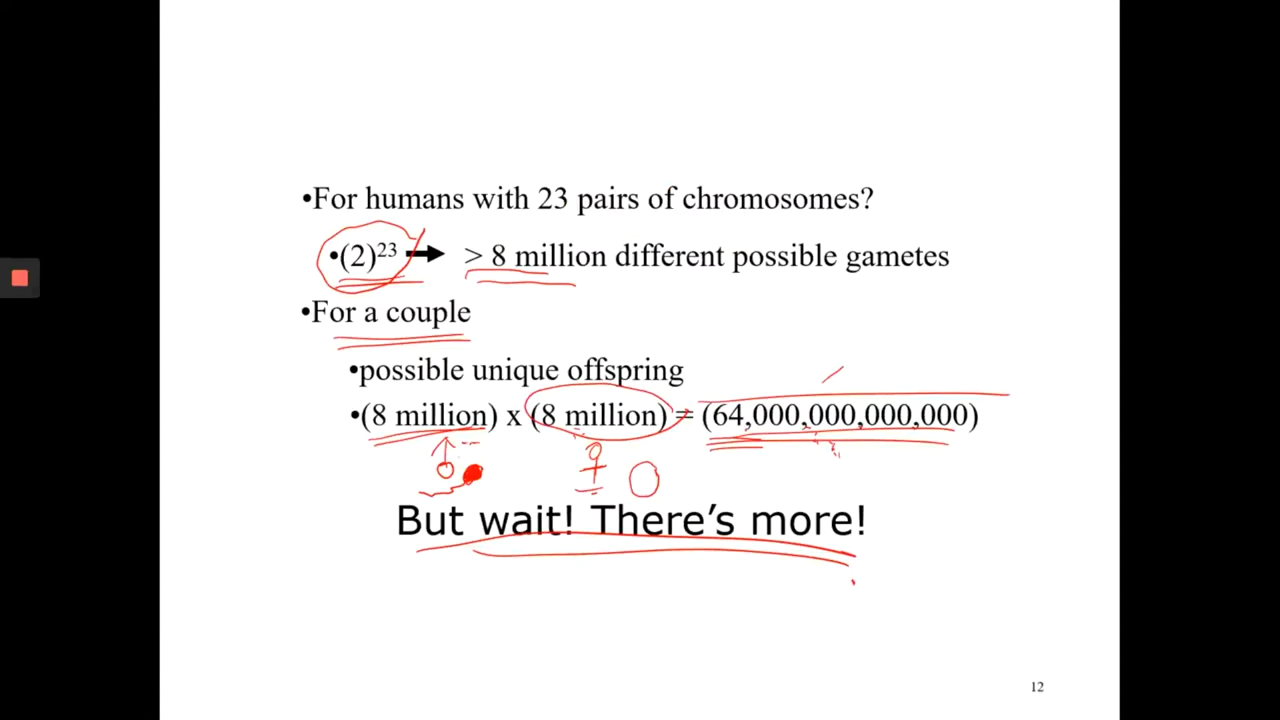 •For humans with 23 pairs of chromosomes?
•(2)²³ ➡ > 8 million different possible gametes
•For a couple
•possible unique offspring
•(8 million) x (8 million) = (64,000,000,000,000)
But wait! There’s more!
12